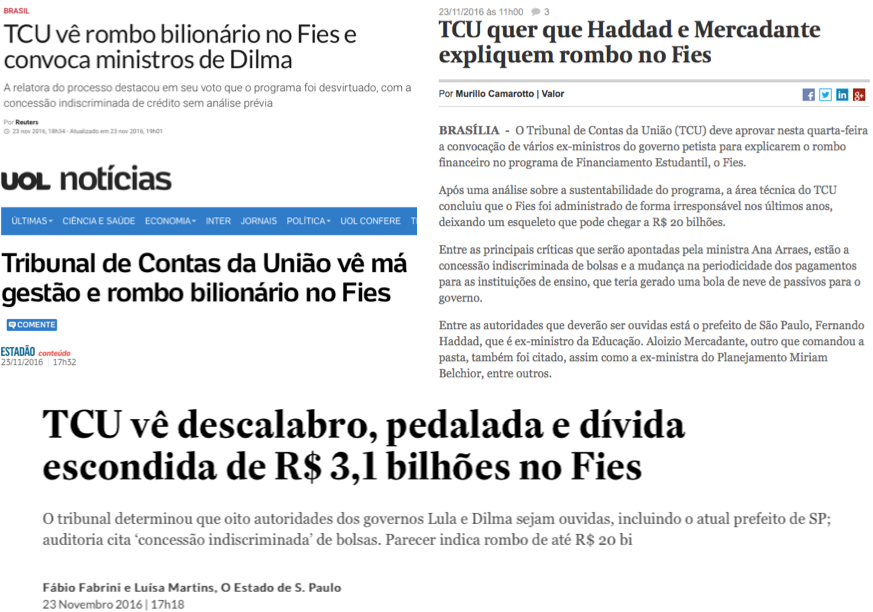 BRASIL
TCU vê rombo bilionário no Fies e
convoca ministros de Dilma
A relatora do processo destacou em seu voto que o programa foi desvirtuado, com a
concessão indiscriminada de crédito sem análise prévia
Por Reuters
23 nov 2016, 18h34 - Atualizado em 23 nov 2016, 19h01
UOL notícias
ÚLTIMAS CIÊNCIA E SAÚDE ECONOMIA INTER JORNAIS POLÍTICA UOL CONFERE
Tribunal de Contas da União vê má
gestão e rombo bilionário no Fies
COMENTE
ESTADÃO conteúdo
23/11/2016 | 17h32
23/11/2016 às 11h00 3
TCU quer que Haddad e Mercadante
expliquem rombo no Fies
Por Murillo Camarotto | Valor
f in g+
BRASÍLIA - O Tribunal de Contas da União (TCU) deve aprovar nesta quarta-feira
a convocação de vários ex-ministros do governo petista para explicarem o rombo
financeiro no programa de Financiamento Estudantil, o Fies.
Após uma análise sobre a sustentabilidade do programa, a área técnica do TCU
concluiu que o Fies foi administrado de forma irresponsável nos últimos anos,
deixando um esqueleto que pode chegar a R$ 20 bilhões.
Entre as principais críticas que serão apontadas pela ministra Ana Arraes, estão a
concessão indiscriminada de bolsas e a mudança na periodicidade dos pagamentos
para as instituições de ensino, que teria gerado uma bola de neve de passivos para o
governo.
Entre as autoridades que deverão ser ouvidas está o prefeito de São Paulo, Fernando
Haddad, que é ex-ministro da Educação. Aloizio Mercadante, outro que comandou a
pasta, também foi citado, assim como a ex-ministra do Planejamento Miriam
Belchior, entre outros.
TCU vê descalabro, pedalada e dívida
escondida de R$ 3,1 bilhões no Fies
O tribunal determinou que oito autoridades dos governos Lula e Dilma sejam ouvidas, incluindo o atual prefeito de SP;
auditoria cita ‘concessão indiscriminada’ de bolsas. Parecer indica rombo de até R$ 20 bi
Fábio Fabrini e Luísa Martins, O Estado de S. Paulo
23 Novembro 2016 | 17h18